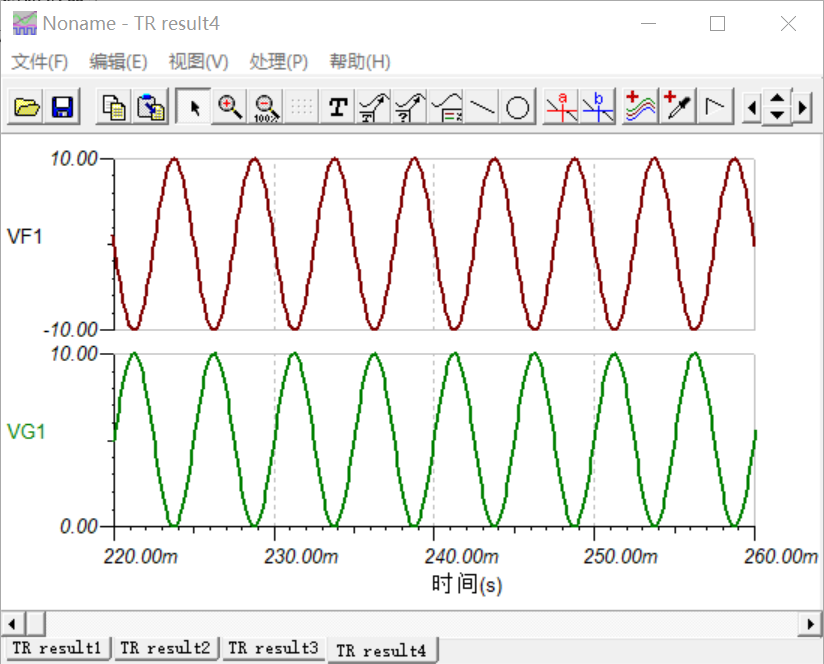 Noname - TR result4
文件(F) 编辑(E) 视图(V) 处理(P) 帮助(H)
T 100% T ? a b
10.00
VF1
-10.00
10.00
VG1
0.00
220.00m 230.00m 240.00m 250.00m 260.00m
时间(s)
TR result1 TR result2 TR result3 TR result4